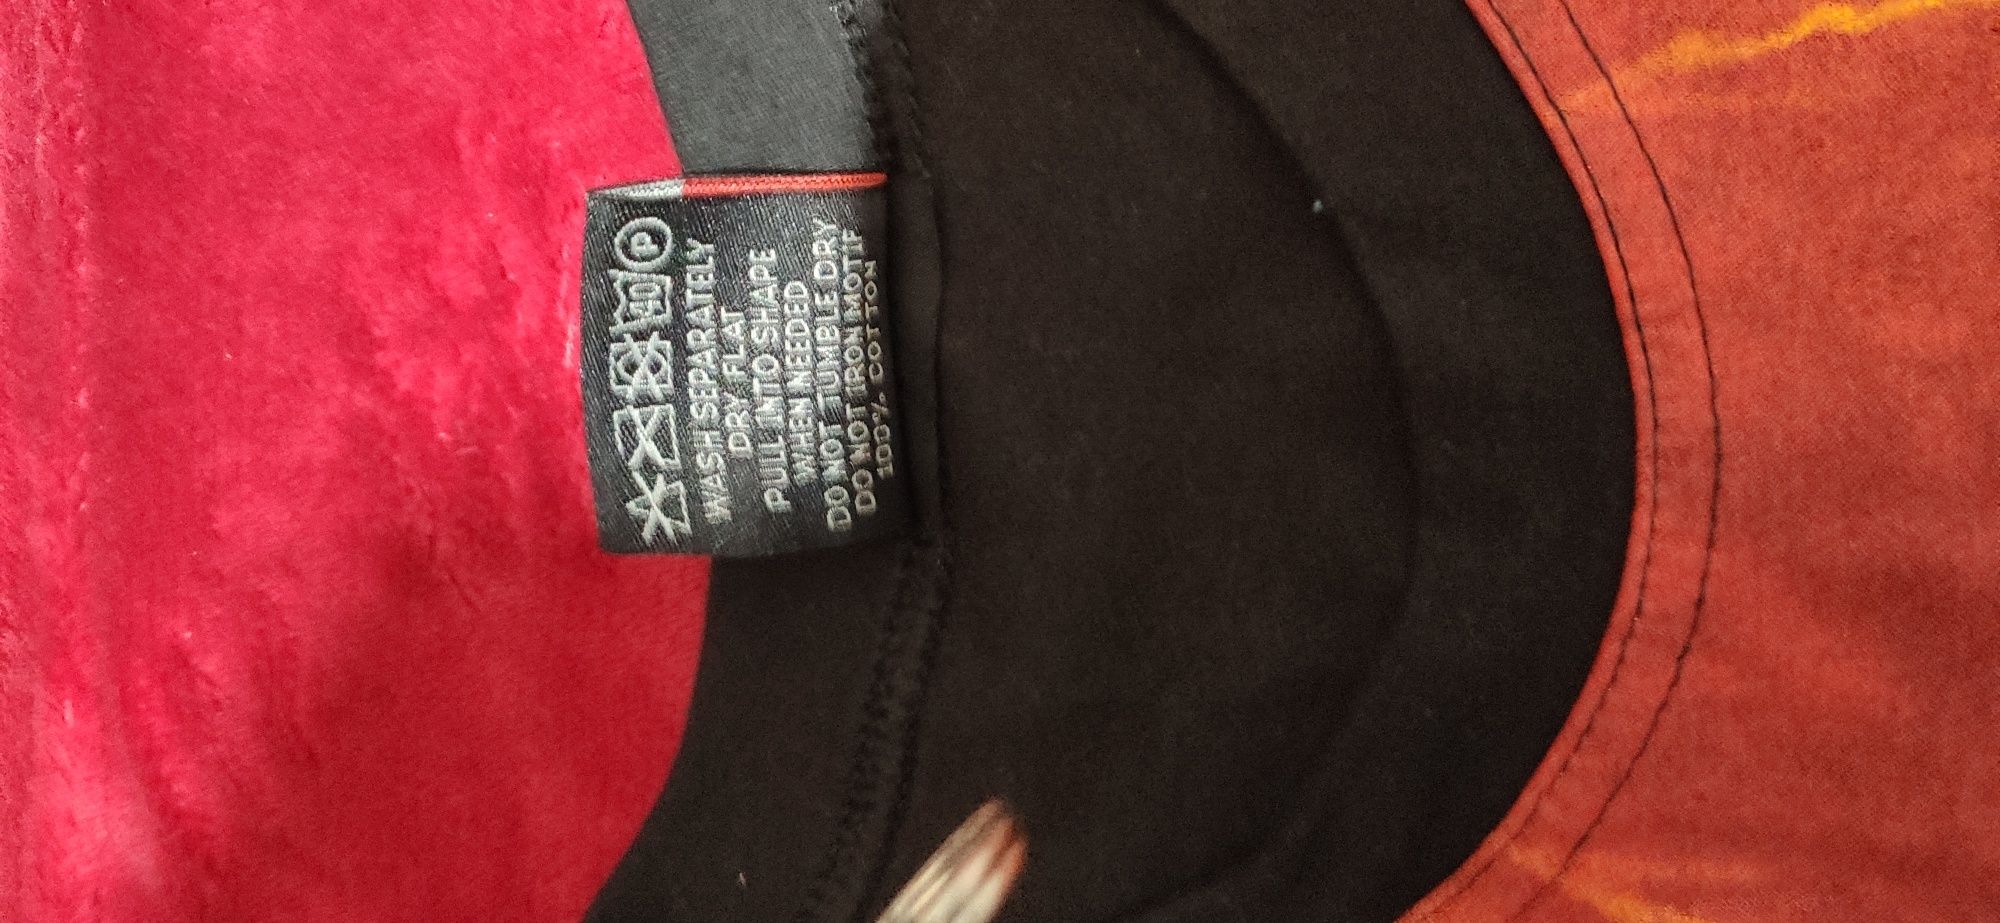 40 P
WASH SEPARATELY
DRY FLAT
PULL INTO SHAPE
WHEN NEEDED
DO NOT TUMBLE DRY
DO NOT IRON MOTIF
100% COTTON